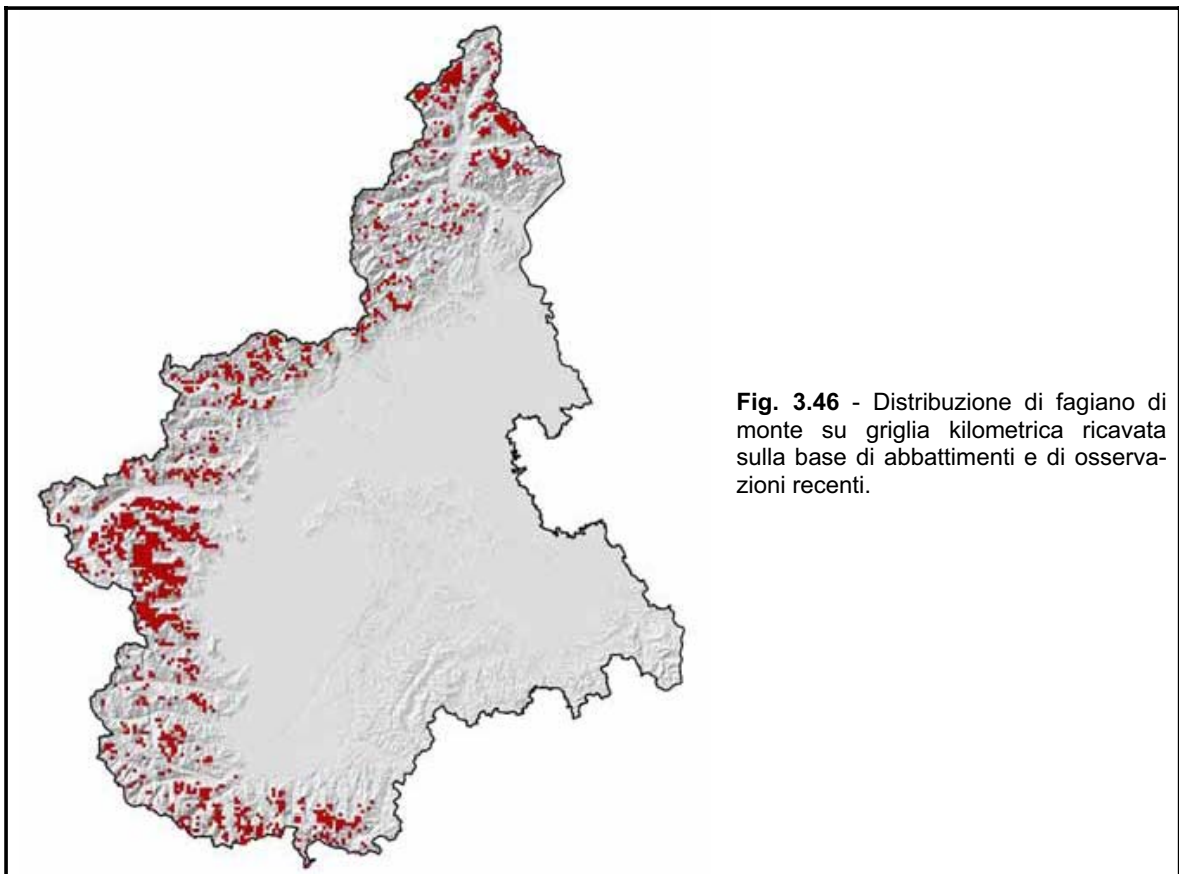 Fig. 3.46 - Distribuzione di fagiano di
monte su griglia kilometrica ricavata
sulla base di abbattimenti e di osserva-
zioni recenti.